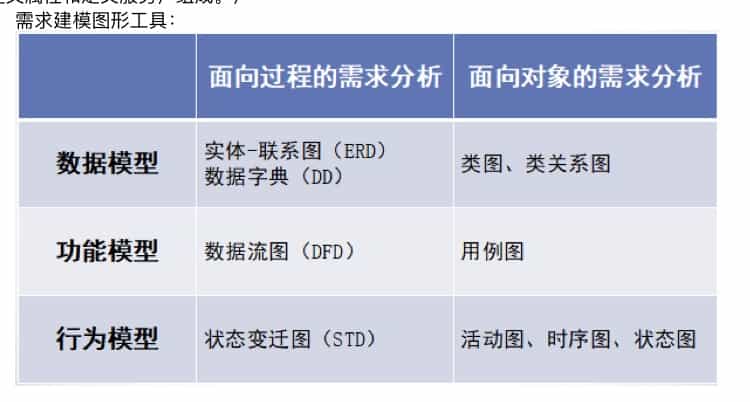 需求建模图形工具：
面向过程的需求分析 面向对象的需求分析
数据模型 实体-联系图（ERD） 类图、类关系图
数据字典（DD）
功能模型 数据流图（DFD） 用例图
行为模型 状态变迁图（STD） 活动图、时序图、状态图